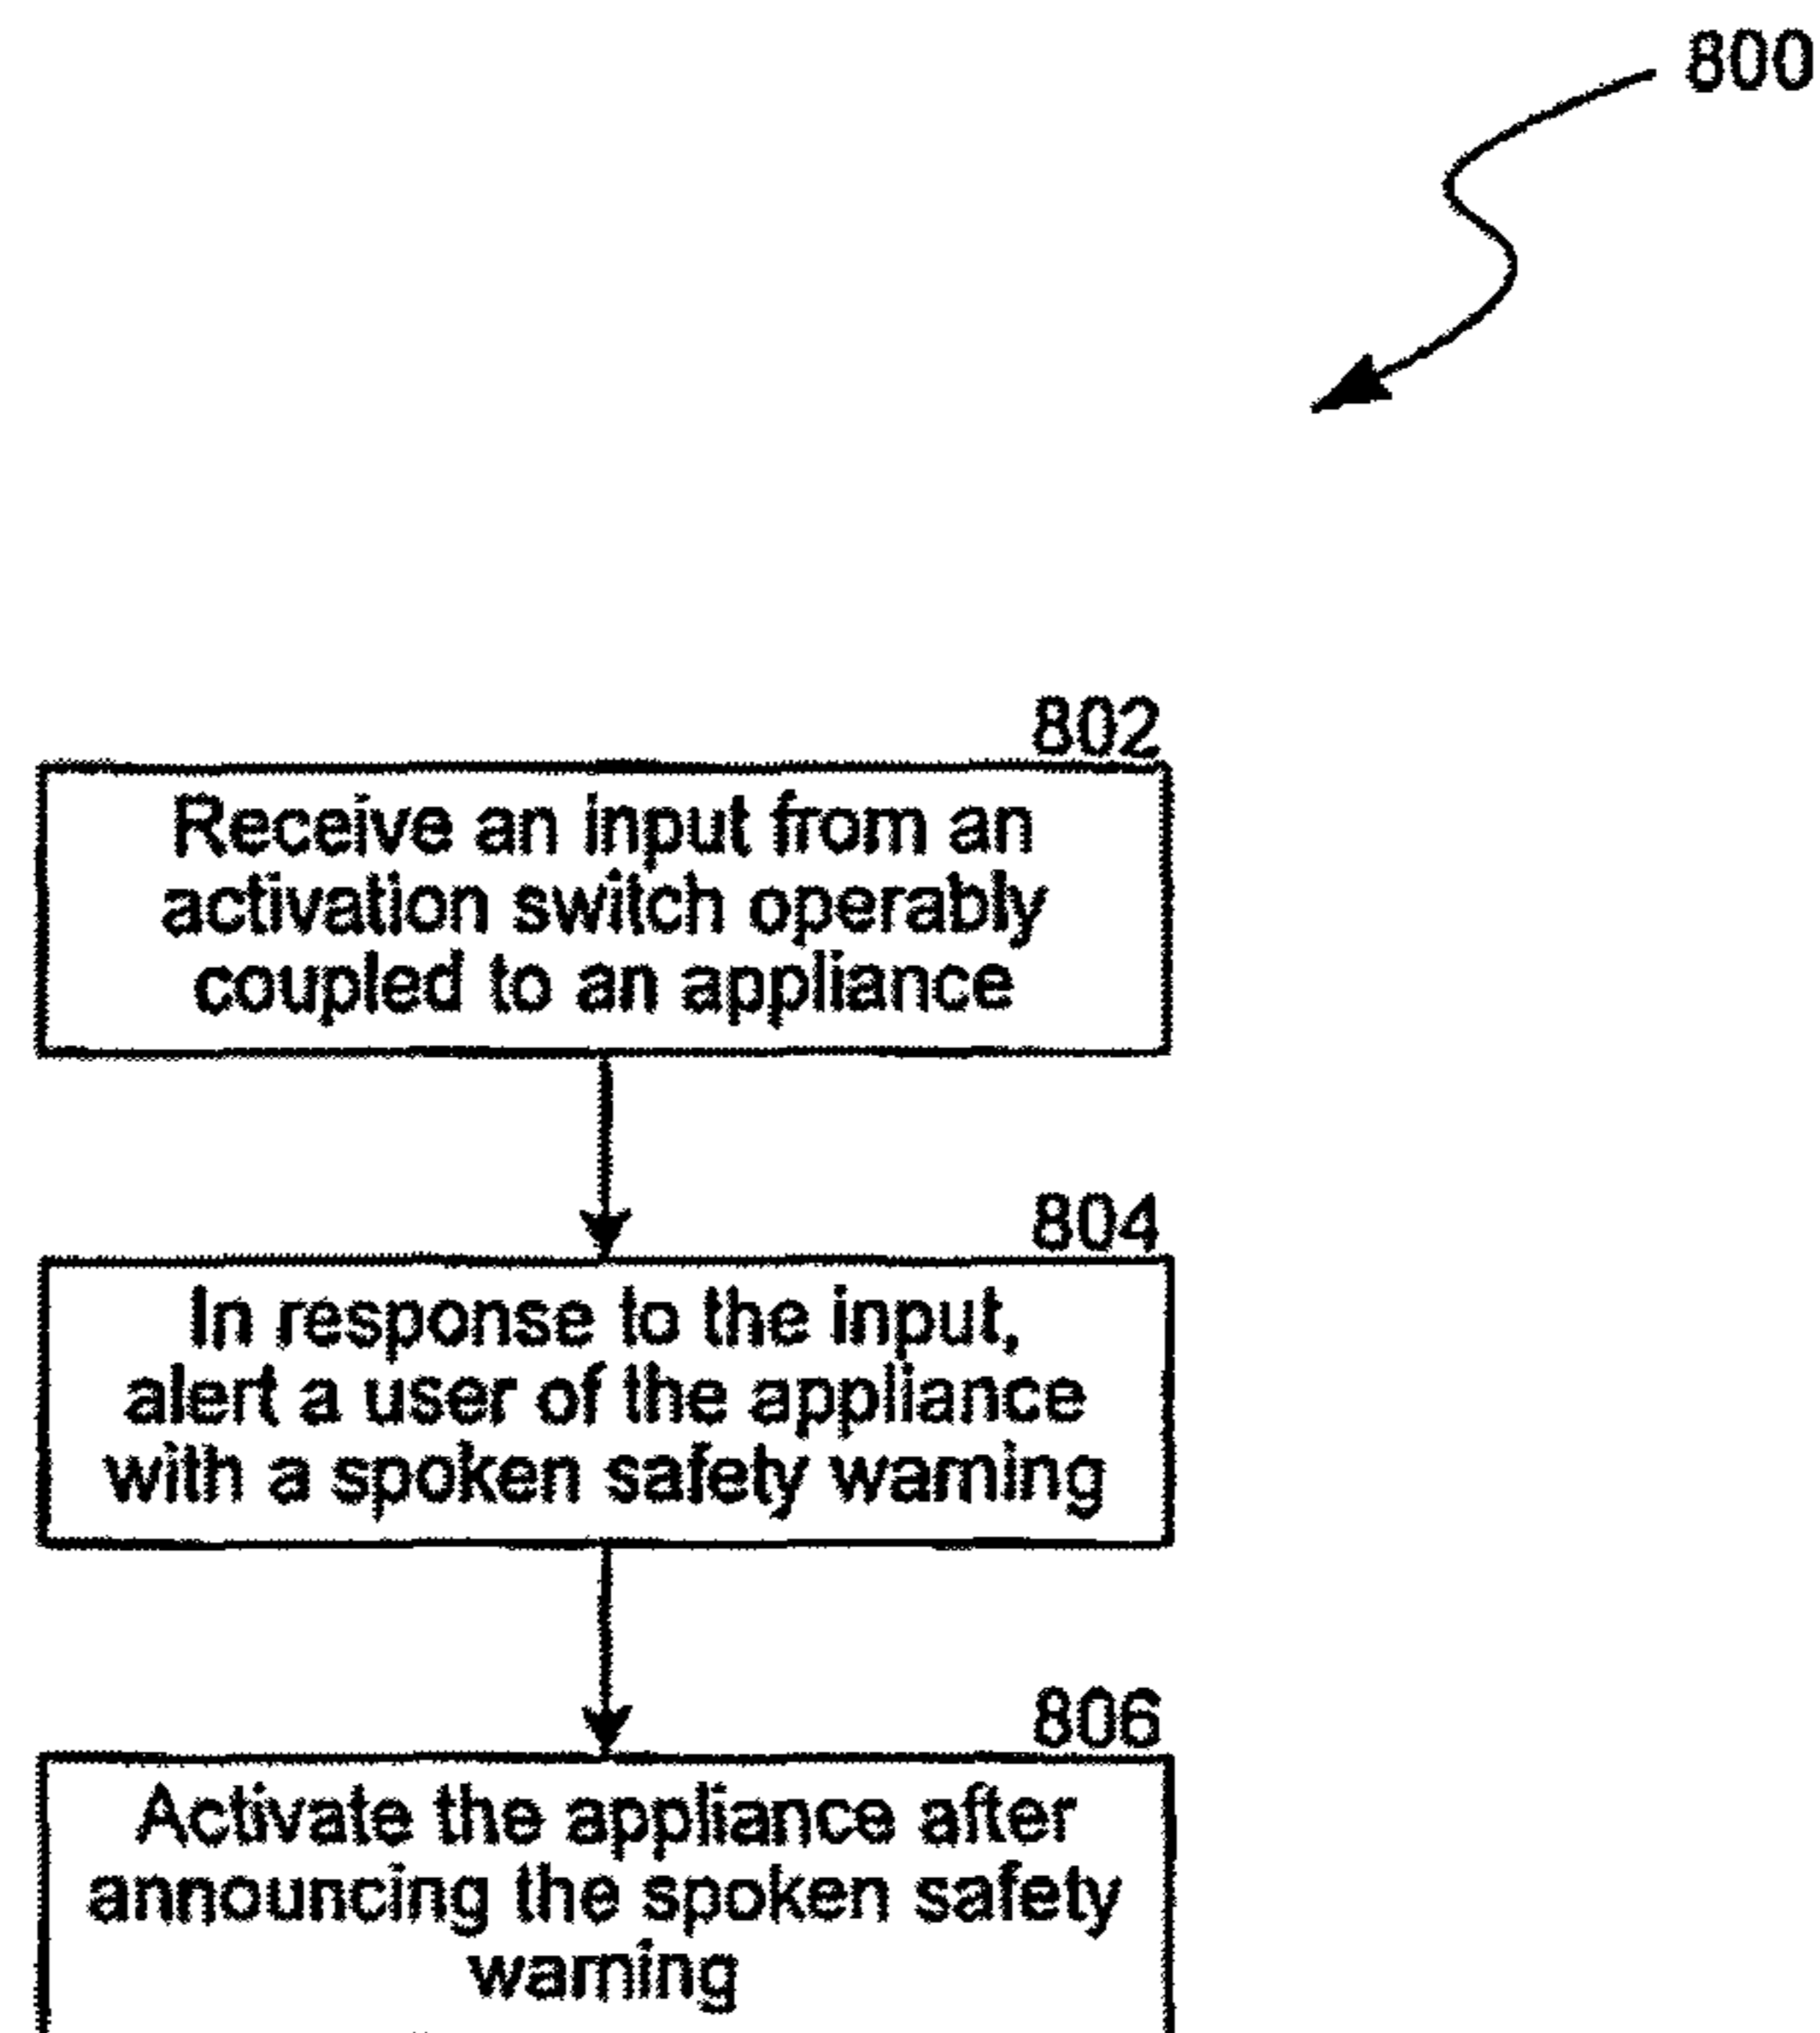 800
802
Receive an input from an
activation switch operably
coupled to an appliance
804
In response to the input,
alert a user of the appliance
with a spoken safety warning
806
Activate the appliance after
announcing the spoken safety
warning